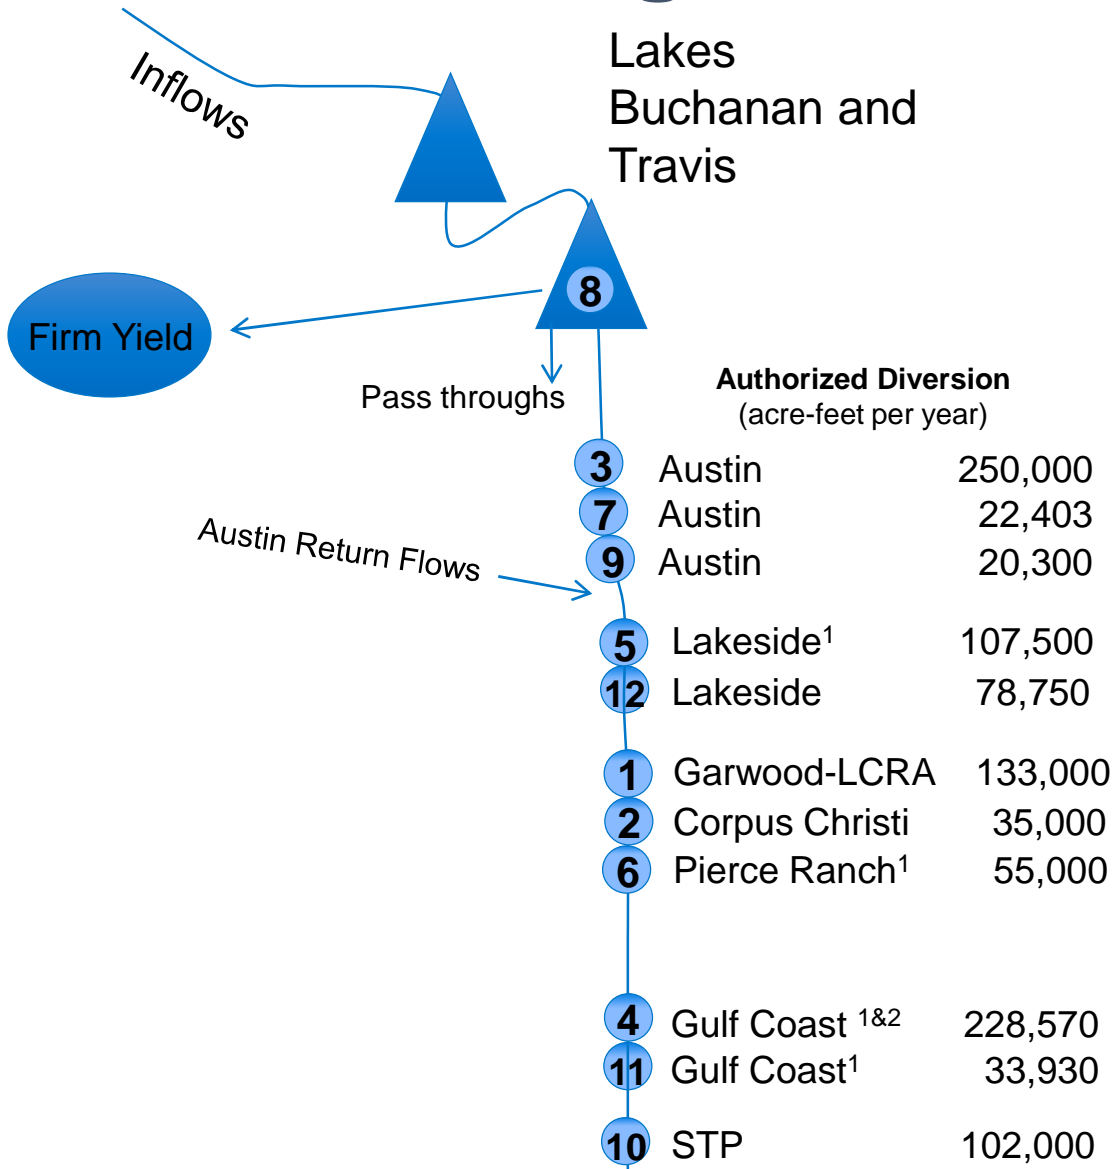 Lakes
Buchanan and
Travis
Inflows
8
Firm Yield
Pass throughs
Authorized Diversion
(acre-feet per year)
3 Austin 250,000
7 Austin 22,403
Austin Return Flows
9 Austin 20,300
5 Lakeside¹ 107,500
12 Lakeside 78,750
1 Garwood-LCRA 133,000
2 Corpus Christi 35,000
6 Pierce Ranch¹ 55,000
4 Gulf Coast ¹&² 228,570
11 Gulf Coast¹ 33,930
10 STP 102,000